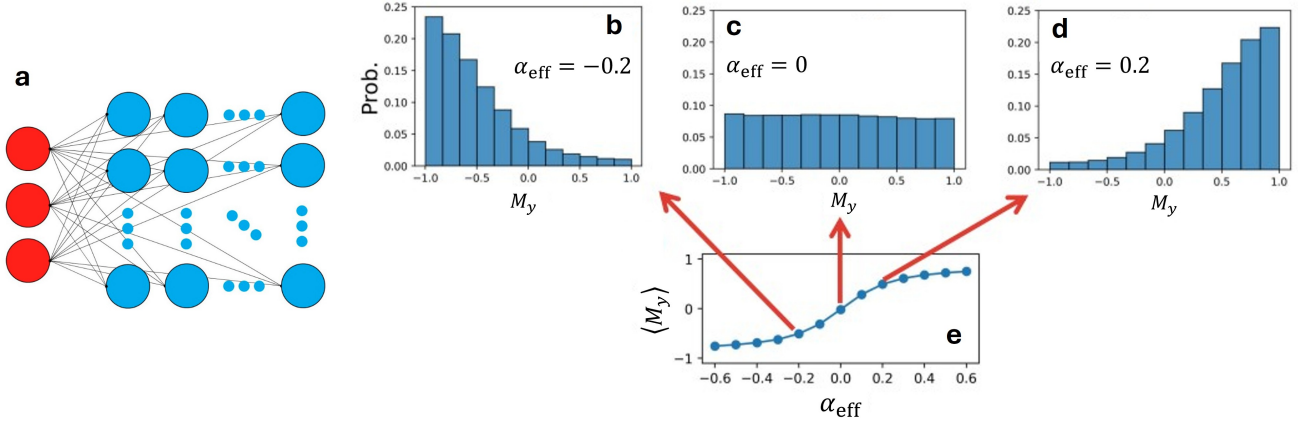 a
b
α_eff = −0.2
Prob.
0.25
0.20
0.15
0.10
0.05
0.00
−1.0 −0.5 0.0 0.5 1.0
M_y
c
α_eff = 0
0.25
0.20
0.15
0.10
0.05
0.00
−1.0 −0.5 0.0 0.5 1.0
M_y
d
α_eff = 0.2
0.25
0.20
0.15
0.10
0.05
0.00
−1.0 −0.5 0.0 0.5 1.0
M_y
e
⟨M_y⟩
1
0
−1
−0.6 −0.4 −0.2 0.0 0.2 0.4 0.6
α_eff